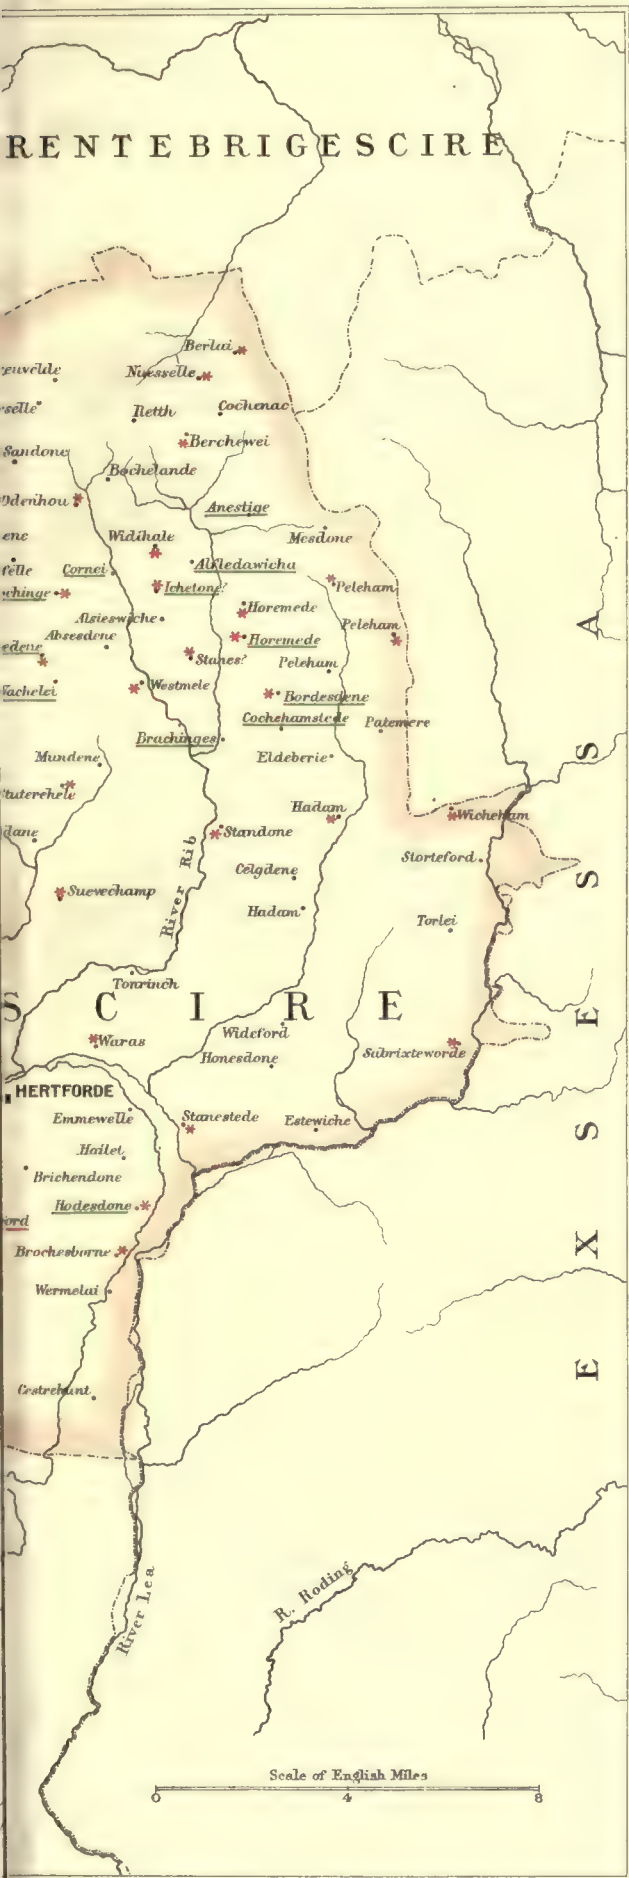 RENTEBRIGESCIRE
Berlai
Nuesselle
Retth
Cochenac
Berchewei
Sandone
Bochelande
Odenhou
Anestige
Widihale
Mesdone
Cornei
Alfledawicha
Ichetone?
Peleham
Horemede
Alsieswiche
Peleham
Absesdene
Horemede
Stanes?
Peleham
Westmele
Bordesdene
Cochehamstede
Patemere
Brachinges
Mundene
Eldeberie
Hadam
Wicheham
Standone
Storteford
Celgdene
Suevechamp
River Rib
Hadam
Torlei
Tonrinch
SCIRE
Wideford
Waras
Honesdone
Sabrixteworde
HERTFORDE
Emmewelle
Stanestede
Estewiche
Hailet
Brichendone
Hodesdone
Brochesborne
Wermelai
Cestrehunt
EXSESSA
R. Roding
River Lea
Scale of English Miles
0 4 8